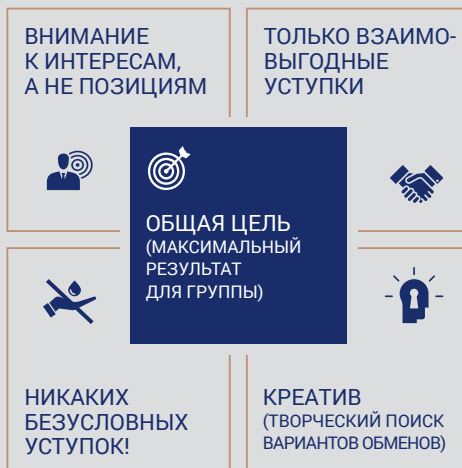 ВНИМАНИЕ
К ИНТЕРЕСАМ,
А НЕ ПОЗИЦИЯМ
ТОЛЬКО ВЗАИМО-
ВЫГОДНЫЕ
УСТУПКИ
ОБЩАЯ ЦЕЛЬ
(МАКСИМАЛЬНЫЙ
РЕЗУЛЬТАТ
ДЛЯ ГРУППЫ)
НИКАКИХ
БЕЗУСЛОВНЫХ
УСТУПОК!
КРЕАТИВ
(ТВОРЧЕСКИЙ ПОИСК
ВАРИАНТОВ ОБМЕНОВ)